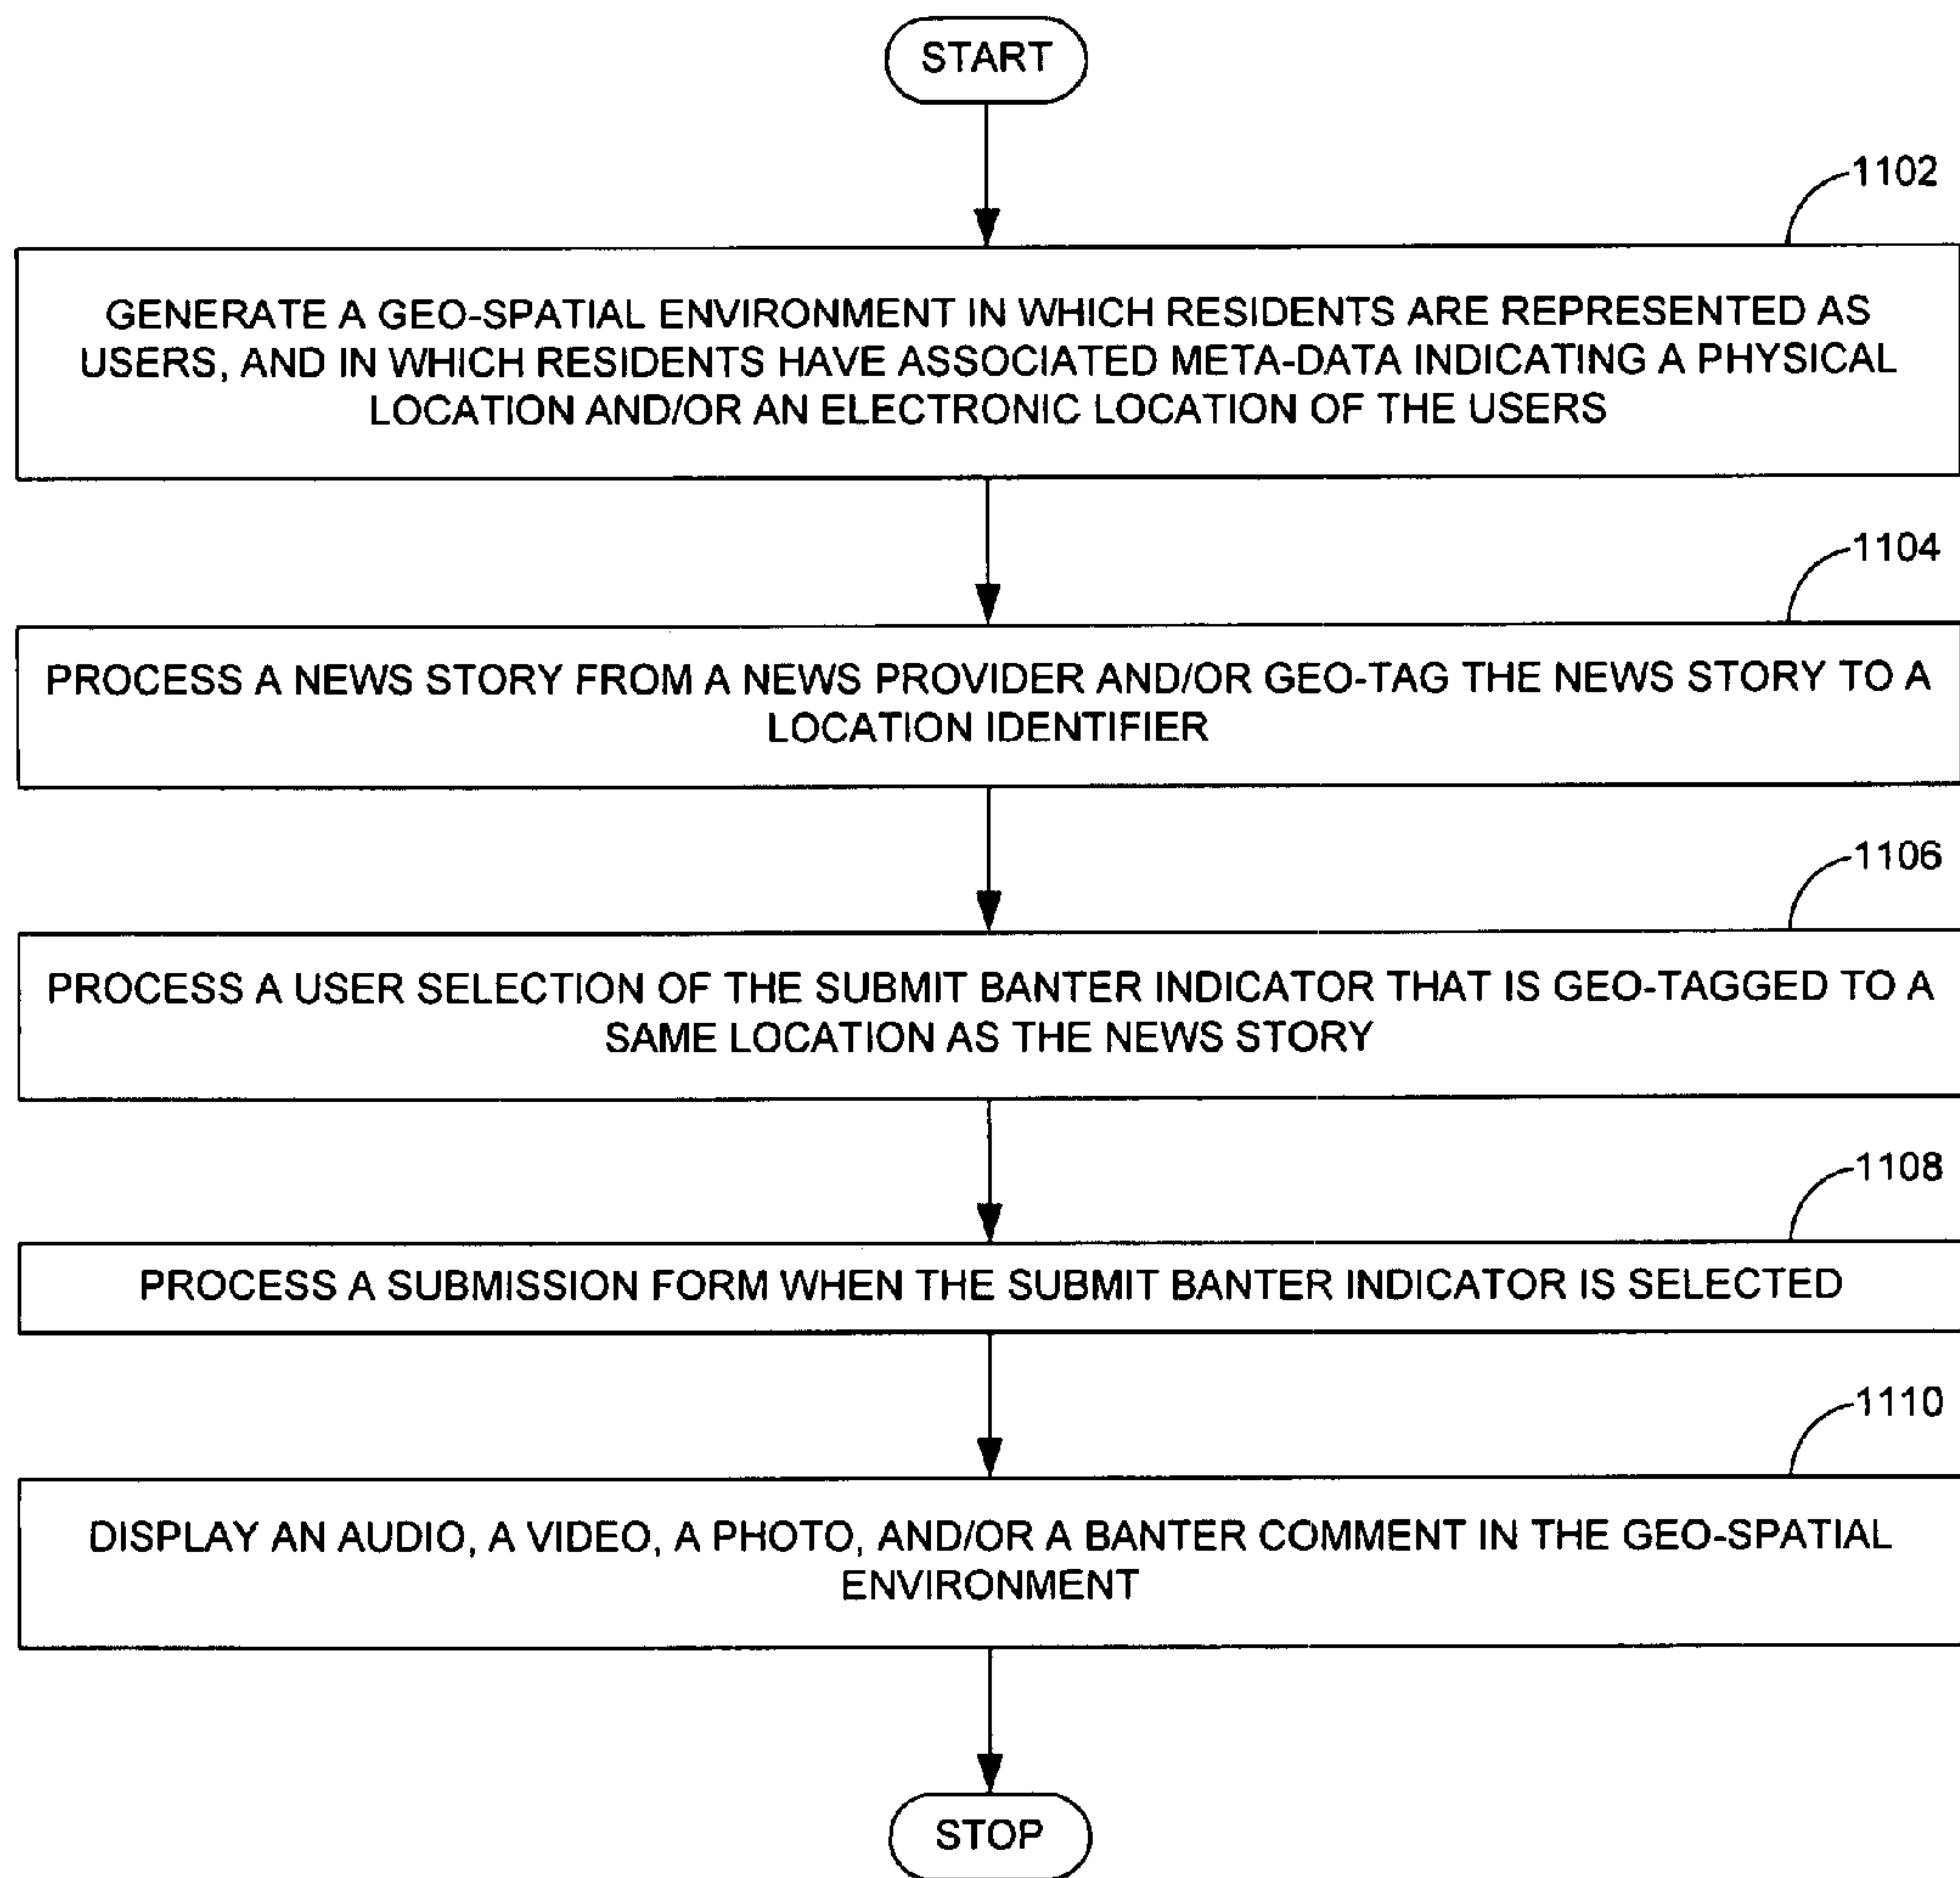 START
1102
GENERATE A GEO-SPATIAL ENVIRONMENT IN WHICH RESIDENTS ARE REPRESENTED AS
USERS, AND IN WHICH RESIDENTS HAVE ASSOCIATED META-DATA INDICATING A PHYSICAL
LOCATION AND/OR AN ELECTRONIC LOCATION OF THE USERS
1104
PROCESS A NEWS STORY FROM A NEWS PROVIDER AND/OR GEO-TAG THE NEWS STORY TO A
LOCATION IDENTIFIER
1106
PROCESS A USER SELECTION OF THE SUBMIT BANTER INDICATOR THAT IS GEO-TAGGED TO A
SAME LOCATION AS THE NEWS STORY
1108
PROCESS A SUBMISSION FORM WHEN THE SUBMIT BANTER INDICATOR IS SELECTED
1110
DISPLAY AN AUDIO, A VIDEO, A PHOTO, AND/OR A BANTER COMMENT IN THE GEO-SPATIAL
ENVIRONMENT
STOP